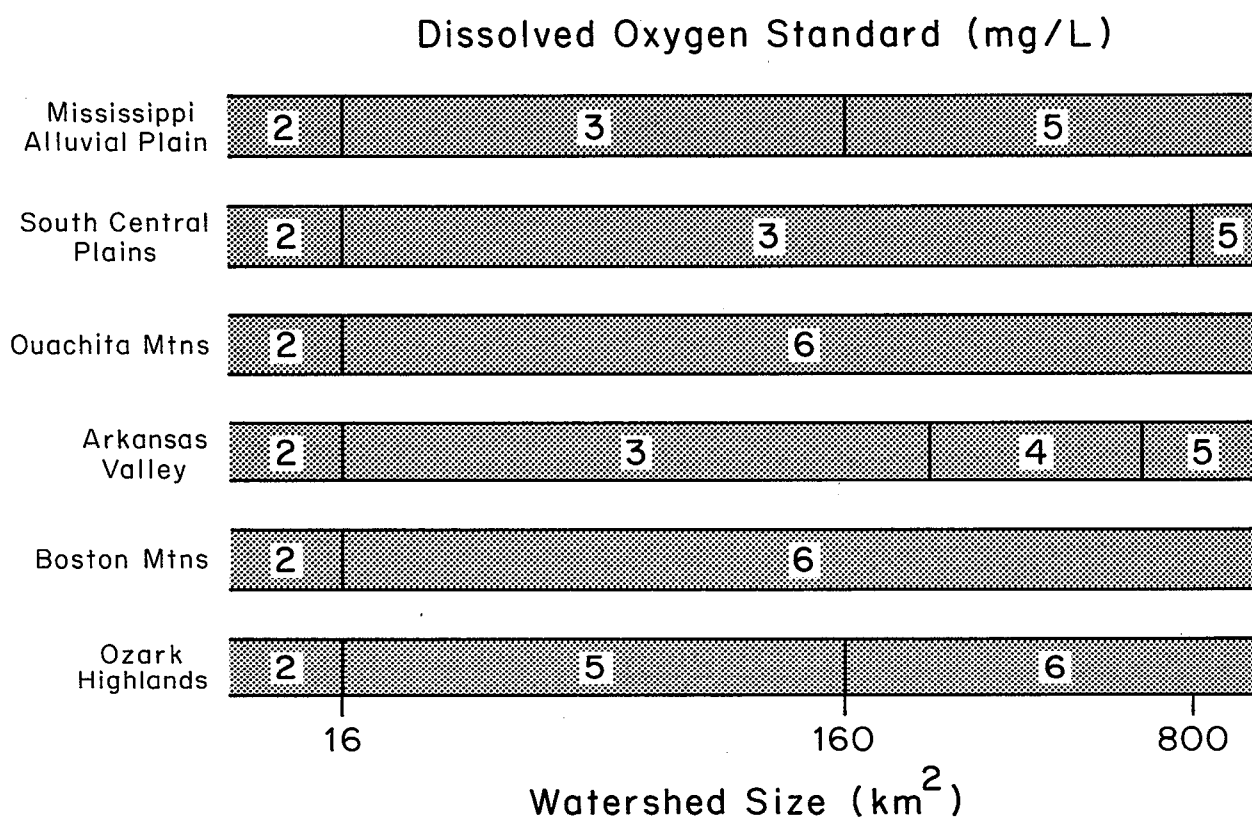 Dissolved Oxygen Standard (mg/L)
Mississippi
Alluvial Plain
2 3 5
South Central
Plains
2 3 5
Ouachita Mtns 2 6
Arkansas
Valley
2 3 4 5
Boston Mtns 2 6
Ozark
Highlands
2 5 6
16 160 800
Watershed Size (km²)